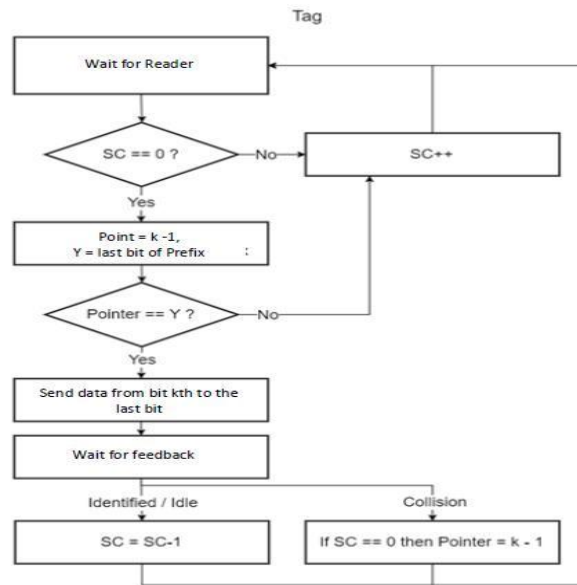 Tag
Wait for Reader
SC == 0 ?
No
SC++
Yes
Point = k -1,
Y = last bit of Prefix ;
Pointer == Y ?
No
Yes
Send data from bit kth to the
last bit
Wait for feedback
Identified / Idle
Collision
SC = SC-1
If SC == 0 then Pointer = k - 1